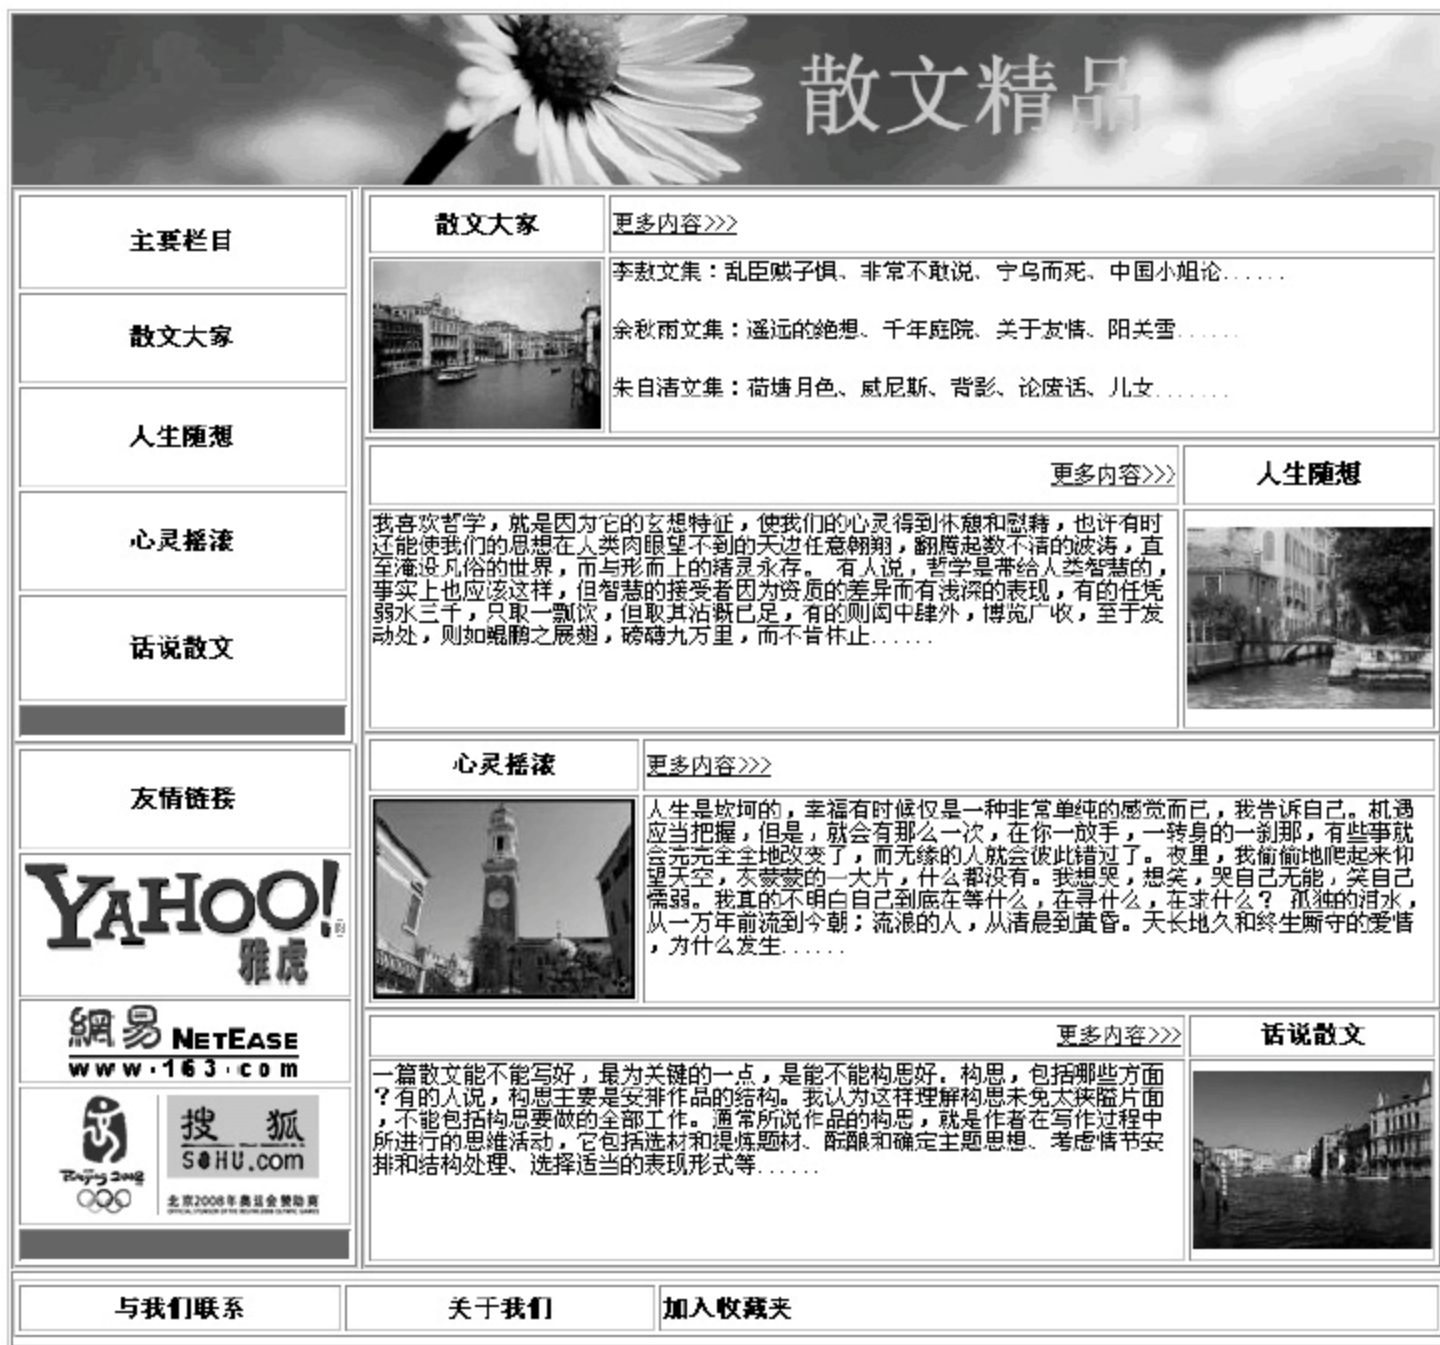 散文精品
主要栏目
散文大家
人生随想
心灵摇滚
话说散文
友情链接
YAHOO!
雅虎
網易 NETEASE
www.163.com
搜狐
SOHU.com
Beijing 2008
北京2008年奥运会赞助商
散文大家
更多内容>>>
李敖文集：乱臣贼子惧、非常不敢说、宁鸟而死、中国小姐论......
余秋雨文集：遥远的绝想、千年庭院、关于友情、阳关雪......
朱自清文集：荷塘月色、威尼斯、背影、论废话、儿女.......
更多内容>>>
人生随想
我喜欢哲学，就是因为它的玄想特征，使我们的心灵得到休憩和慰藉，也许有时
还能使我们的思想在人类肉眼望不到的天边任意翱翔，翻腾起数不清的波涛，直
至淹没凡俗的世界，而与形而上的精灵永存。 有人说，哲学是带给人类智慧的，
事实上也应该这样，但智慧的接受者因为资质的差异而有浅深的表现，有的任凭
弱水三千，只取一瓢饮，但取其沾溉已足，有的则闳中肆外，博览广收，至于发
动处，则如鲲鹏之展翅，磅礴九万里，而不肯休止......
心灵摇滚
更多内容>>>
人生是坎坷的，幸福有时候仅是一种非常单纯的感觉而已，我告诉自己。机遇
应当把握，但是，就会有那么一次，在你一放手，一转身的一刹那，有些事就
会完完全全地改变了，而无缘的人就会彼此错过了。夜里，我偷偷地爬起来仰
望天空，灰蒙蒙的一大片，什么都没有。我想哭，想笑，哭自己无能，笑自己
懦弱。我真的不明白自己到底在等什么，在寻什么，在求什么？ 孤独的泪水，
从一万年前流到今朝；流浪的人，从清晨到黄昏。天长地久和终生厮守的爱情
，为什么发生......
更多内容>>>
话说散文
一篇散文能不能写好，最为关键的一点，是能不能构思好。构思，包括哪些方面
？有的人说，构思主要是安排作品的结构。我认为这样理解构思未免太狭隘片面
，不能包括构思要做的全部工作。通常所说作品的构思，就是作者在写作过程中
所进行的思维活动，它包括选材和提炼题材、酝酿和确定主题思想、考虑情节安
排和结构处理、选择适当的表现形式等......
与我们联系
关于我们
加入收藏夹